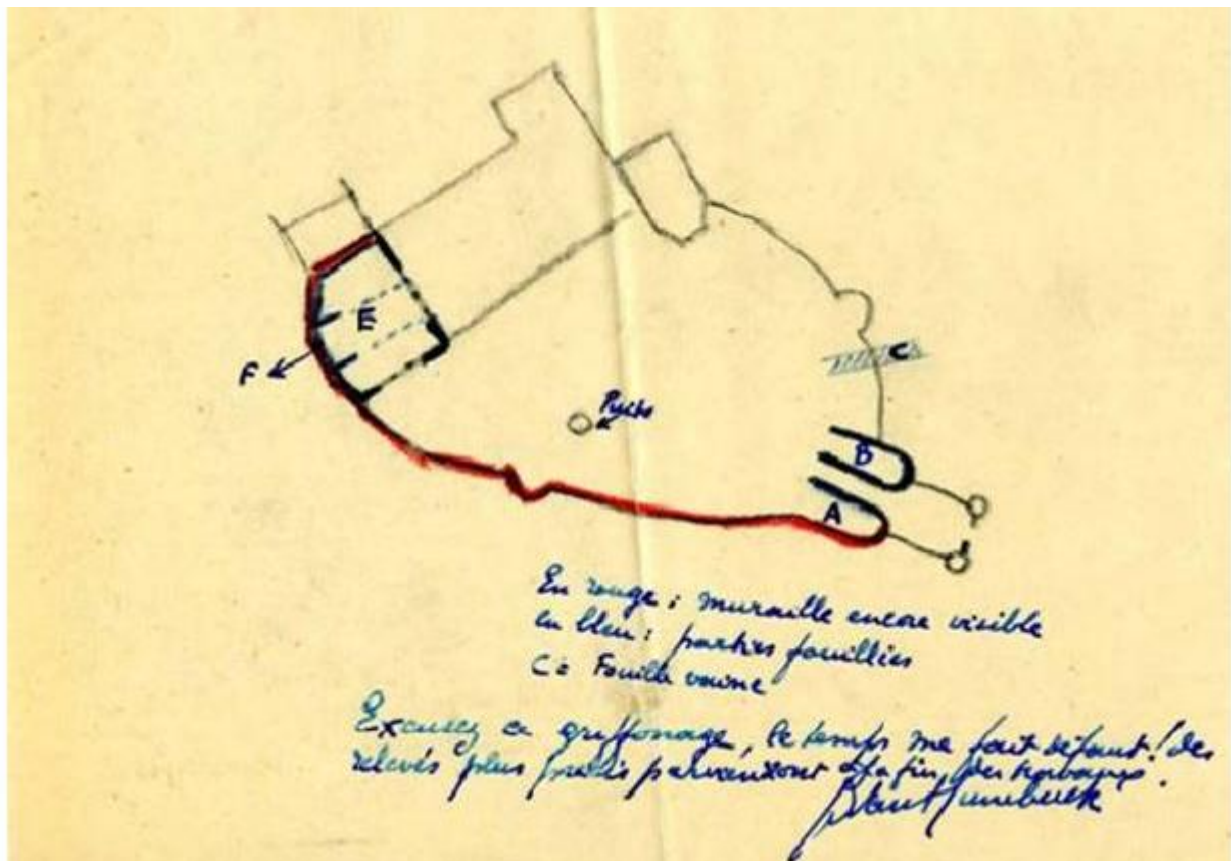 E
F
Puits
C
B
A
En rouge : muraille encore visible
en bleu : parties fouillées
C = Fouille vaine
Excusez ce griffonage, le temps me fait défaut ! des
relevés plus précis parviendront à la fin des travaux.